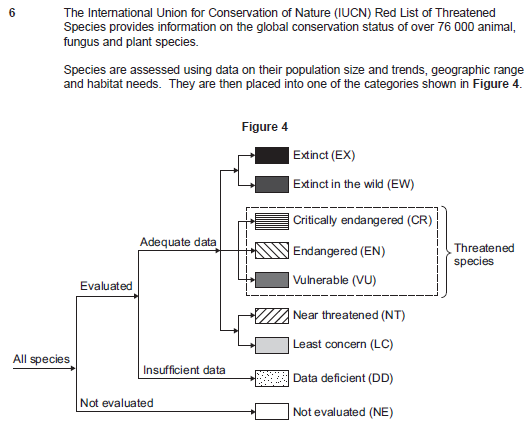 6 The International Union for Conservation of Nature (IUCN) Red List of Threatened
Species provides information on the global conservation status of over 76 000 animal,
fungus and plant species.
Species are assessed using data on their population size and trends, geographic range
and habitat needs. They are then placed into one of the categories shown in Figure 4.
Figure 4
Extinct (EX)
Extinct in the wild (EW)
Critically endangered (CR)
Adequate data
Endangered (EN)
Threatened
species
Vulnerable (VU)
Evaluated
Near threatened (NT)
Least concern (LC)
All species
Insufficient data
Data deficient (DD)
Not evaluated
Not evaluated (NE)